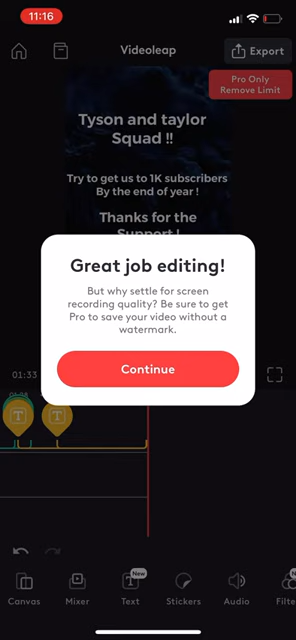 11:16
Videoleap
Export
Pro Only
Remove Limit
Tyson and taylor
Squad !!
Try to get us to 1K subscribers
By the end of year !
Thanks for the
Support !
Great job editing!
But why settle for screen
recording quality? Be sure to get
Pro to save your video without a
watermark.
Continue
01:33
T
T
New
T
Canvas
Mixer
Text
Stickers
Audio
Filte